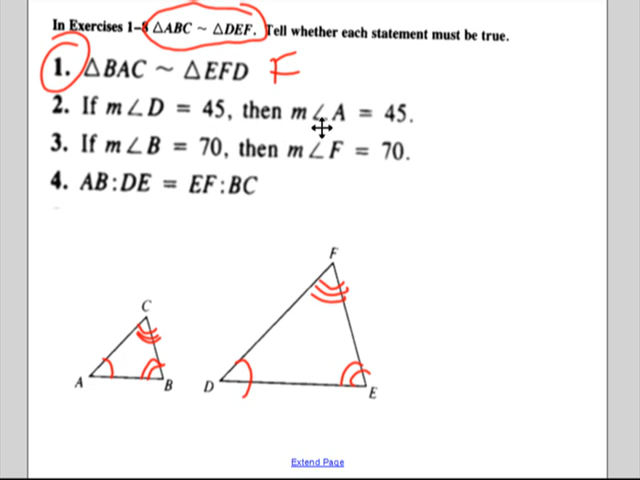 In Exercises 1–8 △ABC ~ △DEF. Tell whether each statement must be true.
1. △BAC ~ △EFD F
2. If m∠D = 45, then m∠A = 45.
3. If m∠B = 70, then m∠F = 70.
4. AB:DE = EF:BC
F
C
A
B
D
E
Extend Page